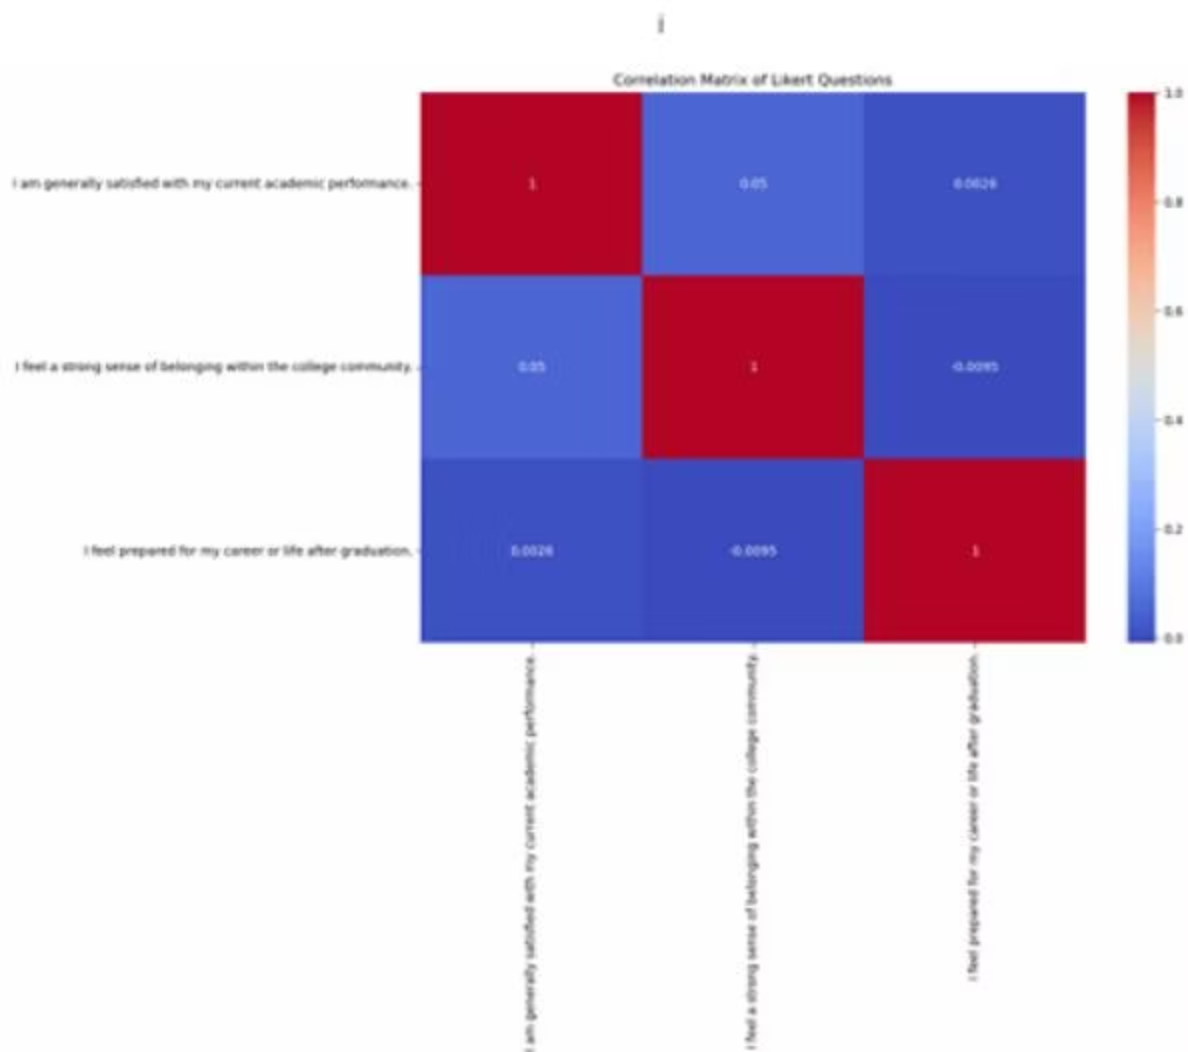 i
Correlation Matrix of Likert Questions
I am generally satisfied with my current academic performance.
1
0.05
0.0026
I feel a strong sense of belonging within the college community.
0.05
1
-0.0095
I feel prepared for my career or life after graduation.
0.0026
-0.0095
1
1.0
0.8
0.6
0.4
0.2
0.0
I am generally satisfied with my current academic performance.
I feel a strong sense of belonging within the college community.
I feel prepared for my career or life after graduation.